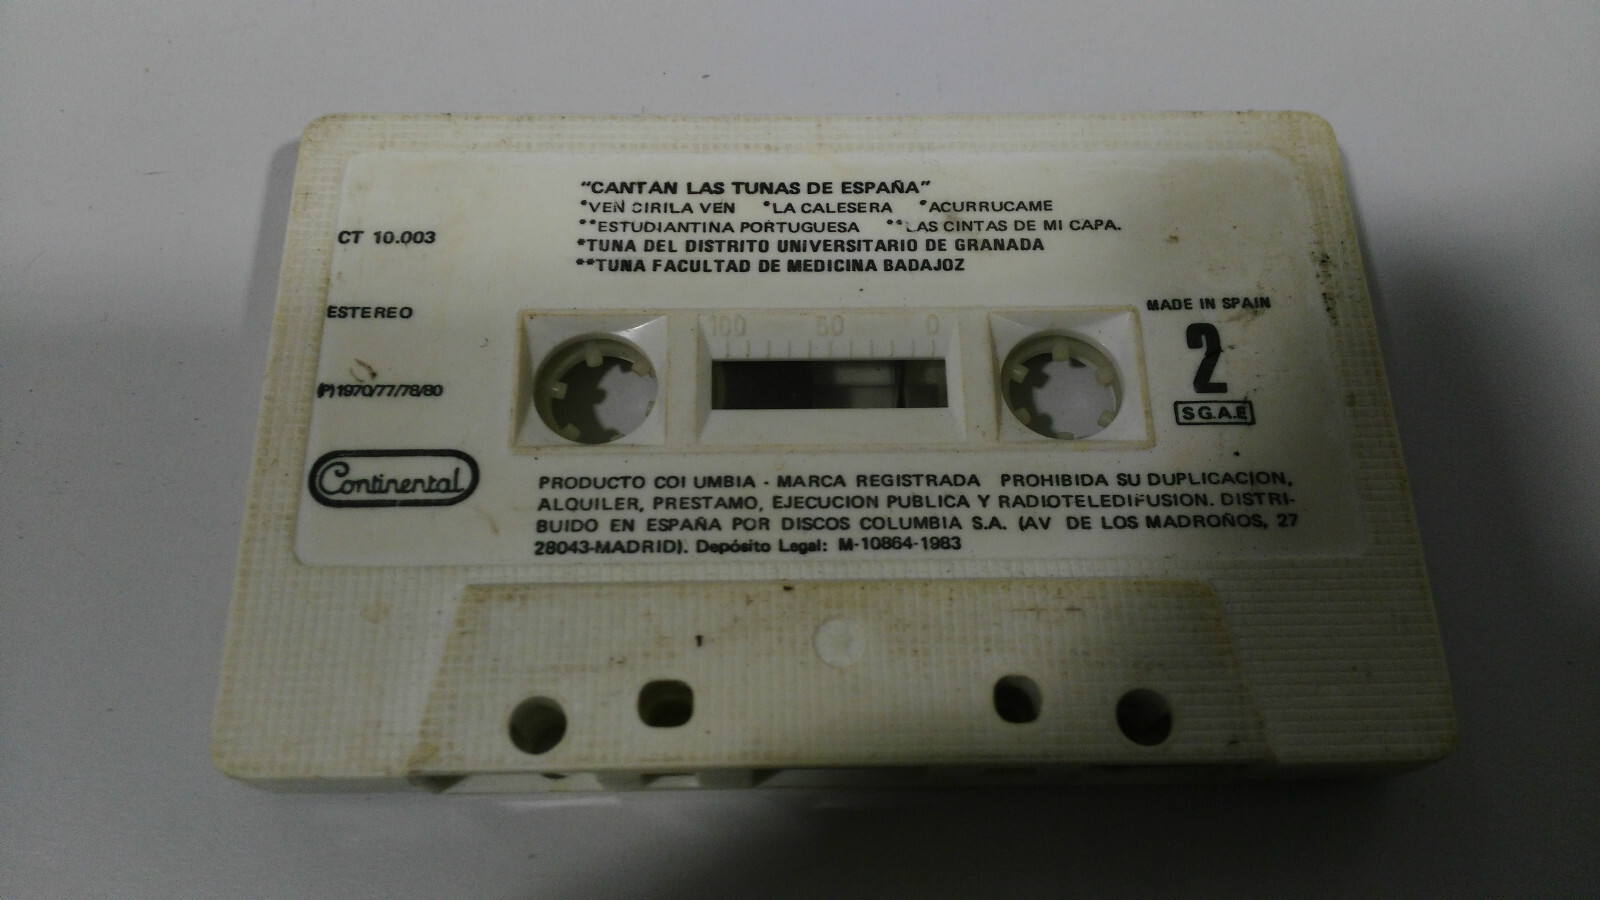 "CANTAN LAS TUNAS DE ESPAÑA"
*VEN CIRILA VEN *LA CALESERA *ACURRUCAME
**ESTUDIANTINA PORTUGUESA **LAS CINTAS DE MI CAPA.
*TUNA DEL DISTRITO UNIVERSITARIO DE GRANADA
**TUNA FACULTAD DE MEDICINA BADAJOZ
CT 10.003
ESTEREO
(P) 1970/77/78/80
Continental
100 50 0
MADE IN SPAIN
2
S.G.A.E
PRODUCTO COLUMBIA - MARCA REGISTRADA PROHIBIDA SU DUPLICACION,
ALQUILER, PRESTAMO, EJECUCION PUBLICA Y RADIOTELEDIFUSION. DISTRI-
BUIDO EN ESPAÑA POR DISCOS COLUMBIA S.A. (AV DE LOS MADROÑOS, 27
28043-MADRID). Depósito Legal: M-10864-1983
1